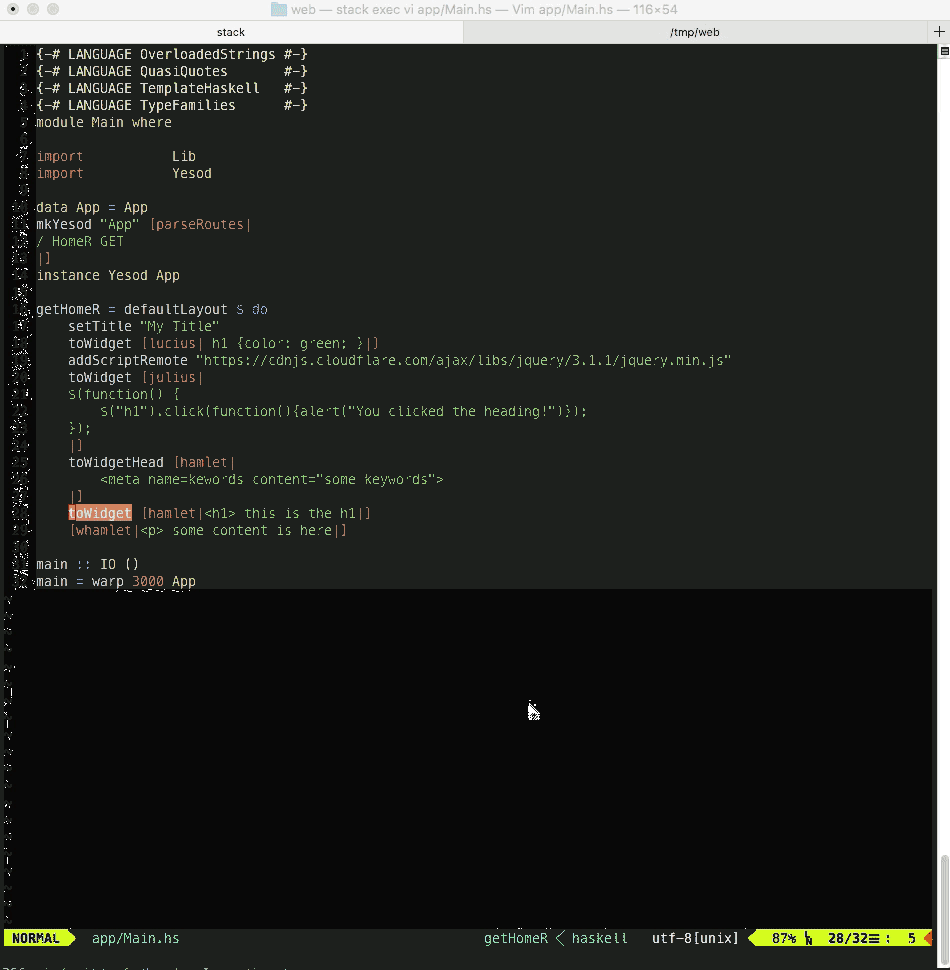 web — stack exec vi app/Main.hs — Vim app/Main.hs — 116×54
stack /tmp/web +
{-# LANGUAGE OverloadedStrings #-}
{-# LANGUAGE QuasiQuotes       #-}
{-# LANGUAGE TemplateHaskell   #-}
{-# LANGUAGE TypeFamilies      #-}
module Main where
import           Lib
import           Yesod
data App = App
mkYesod "App" [parseRoutes|
/ HomeR GET
|]
instance Yesod App
getHomeR = defaultLayout $ do
    setTitle "My Title"
    toWidget [lucius| h1 {color: green; }|]
    addScriptRemote "https://cdnjs.cloudflare.com/ajax/libs/jquery/3.1.1/jquery.min.js"
    toWidget [julius|
    $(function() {
        $("h1").click(function(){alert("You clicked the heading!")});
    });
    |]
    toWidgetHead [hamlet|
        <meta name=kewords content="some keywords">
    |]
    toWidget [hamlet|<h1> this is the h1|]
    [whamlet|<p> some content is here|]
main :: IO ()
main = warp 3000 App
NORMAL app/Main.hs getHomeR < haskell utf-8[unix] 87% 28/32≡ : 5